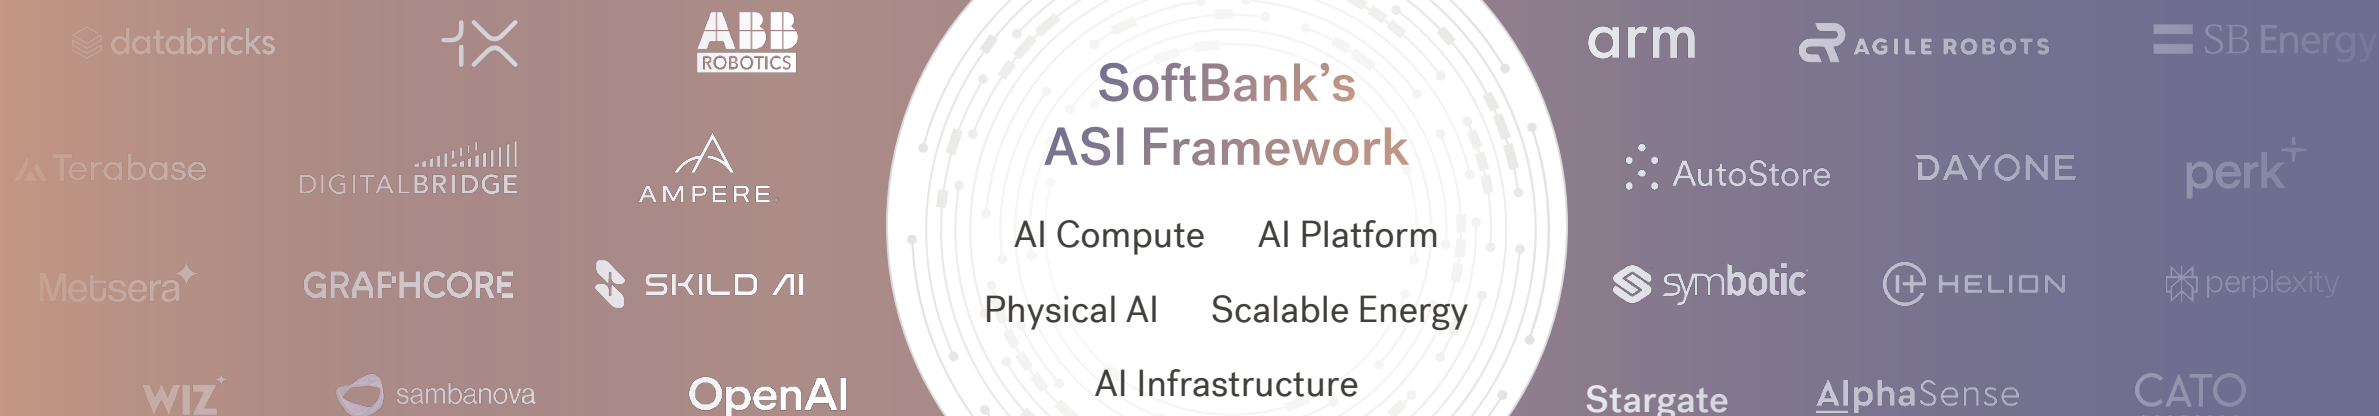 databricks
ABB
ROBOTICS
SoftBank's
ASI Framework
arm
AGILE ROBOTS
SB Energy
Terabase
DIGITALBRIDGE
AMPERE
AutoStore
DAYONE
perk
AI Compute AI Platform
Metsera
GRAPHCORE
SKILD AI
Physical AI Scalable Energy
symbotic
HELION
perplexity
WIZ
sambanova
OpenAI
AI Infrastructure
Stargate
AlphaSense
CATO